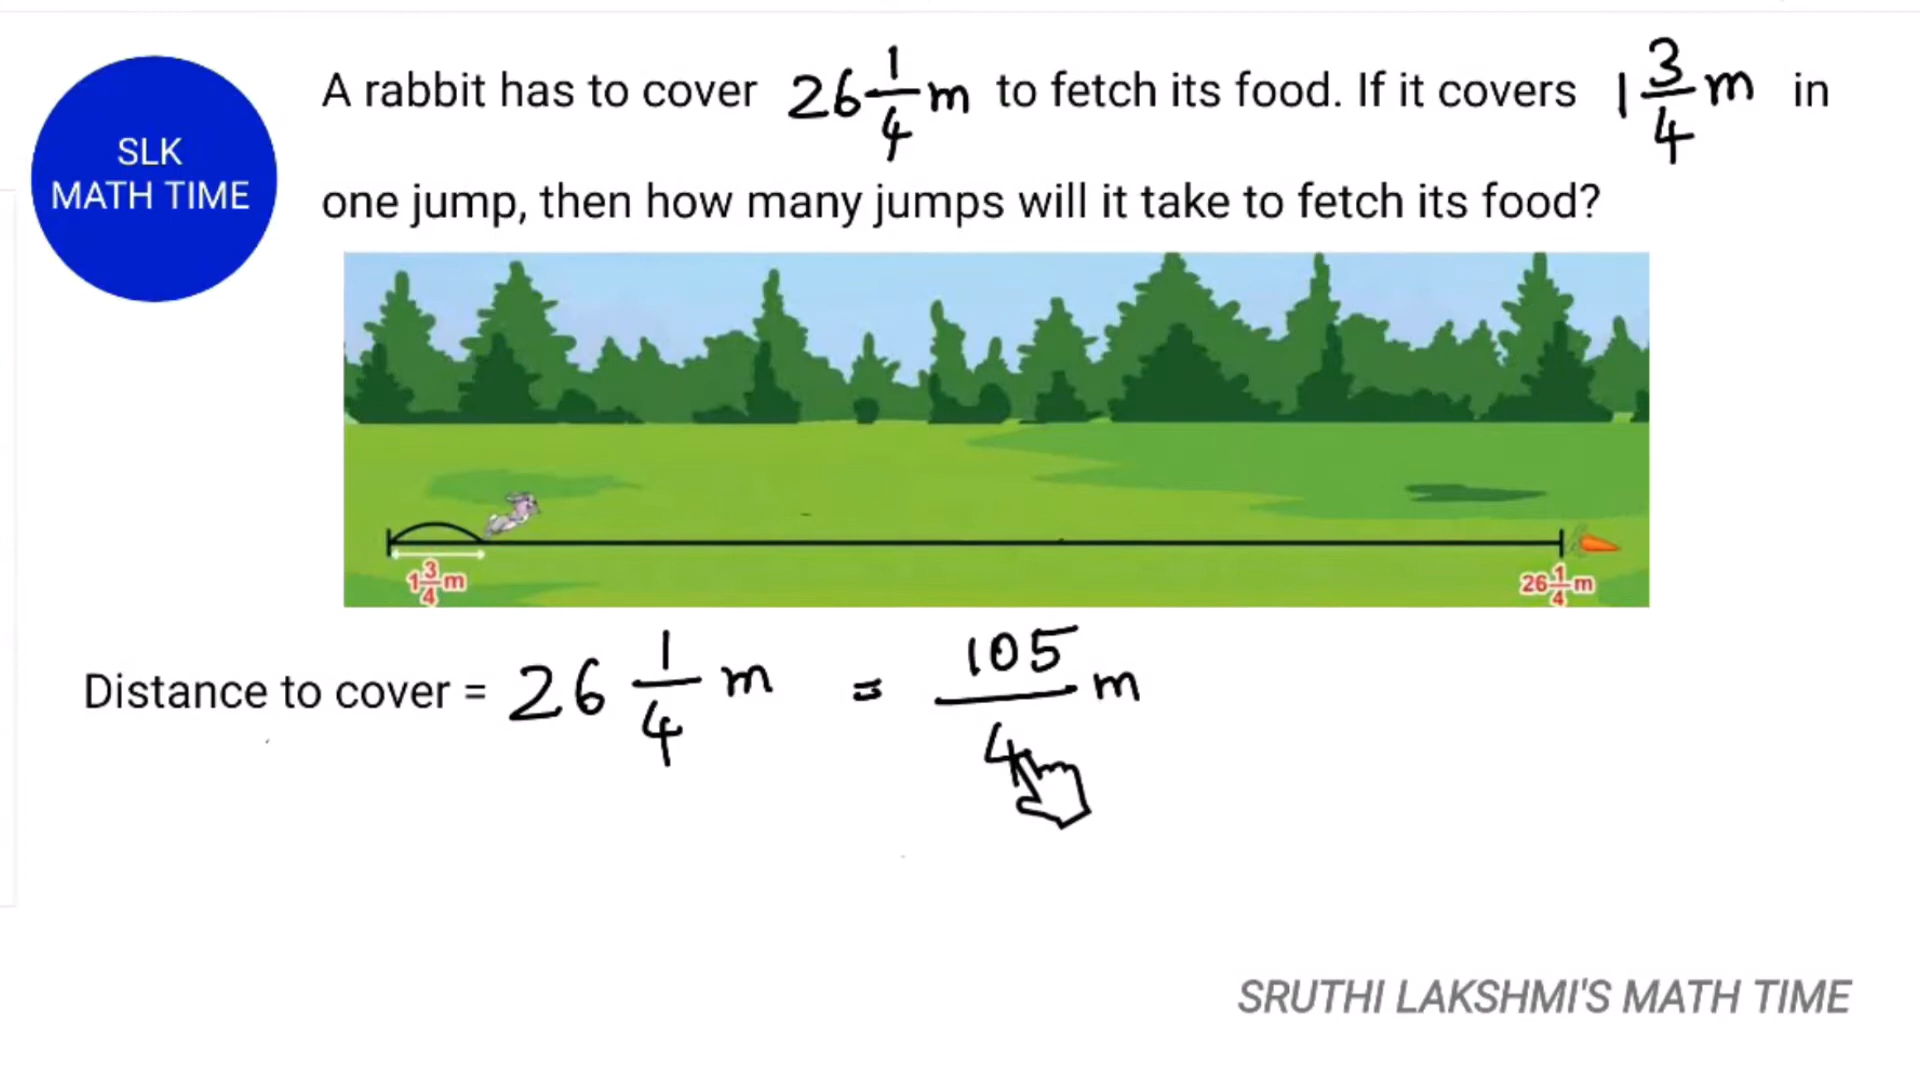 SLK
MATH TIME
A rabbit has to cover 26 1/4 m to fetch its food. If it covers 1 3/4 m in
one jump, then how many jumps will it take to fetch its food?
1 3/4 m
26 1/4 m
Distance to cover = 26 1/4 m = 105/4 m
SRUTHI LAKSHMI'S MATH TIME